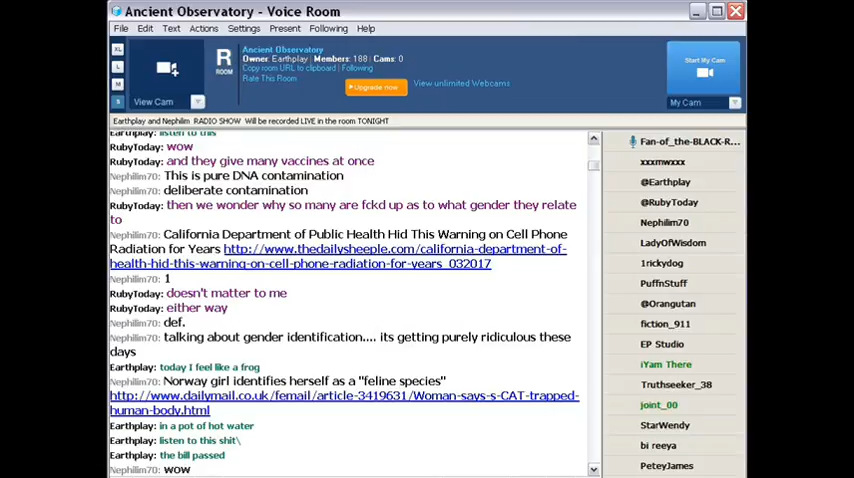 Ancient Observatory - Voice Room
File Edit Text Actions Settings Present Following Help
XL
L
M
S
View Cam
R
ROOM
Ancient Observatory
Owner: Earthplay | Members: 188 | Cams: 0
Copy room URL to clipboard | Following
Rate This Room
Upgrade now
View unlimited Webcams
Start My Cam
My Cam
Earthplay and Nephilim RADIO SHOW Will be recorded LIVE in the room TONIGHT
Earthplay: listen to this
RubyToday: wow
RubyToday: and they give many vaccines at once
Nephilim70: This is pure DNA contamination
Nephilim70: deliberate contamination
RubyToday: then we wonder why so many are fckd up as to what gender they relate
to
Nephilim70: California Department of Public Health Hid This Warning on Cell Phone
Radiation for Years http://www.thedailysheeple.com/california-department-of-
health-hid-this-warning-on-cell-phone-radiation-for-years_032017
Nephilim70: 1
RubyToday: doesn't matter to me
RubyToday: either way
Nephilim70: def.
Nephilim70: talking about gender identification.... its getting purely ridiculous these
days
Earthplay: today I feel like a frog
Nephilim70: Norway girl identifies herself as a "feline species"
http://www.dailymail.co.uk/femail/article-3419631/Woman-says-s-CAT-trapped-
human-body.html
Earthplay: in a pot of hot water
Earthplay: listen to this shit\
Earthplay: the bill passed
Nephilim70: wow
Fan-of_the-BLACK-R...
xxxmwxxx
@Earthplay
@RubyToday
Nephilim70
LadyOfWisdom
1rickydog
PuffnStuff
@Orangutan
fiction_911
EP Studio
iYam There
Truthseeker_38
joint_00
StarWendy
bi reeya
PeteyJames